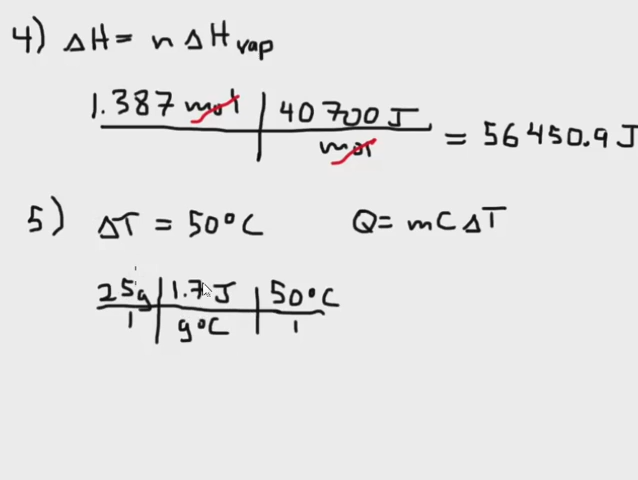 4) ΔH = n ΔHvap
1.387 mol | 40700 J
mol = 56450.9 J
5) ΔT = 50°C Q = mCΔT
25g | 1.7 J | 50°C
1 | g°C | 1